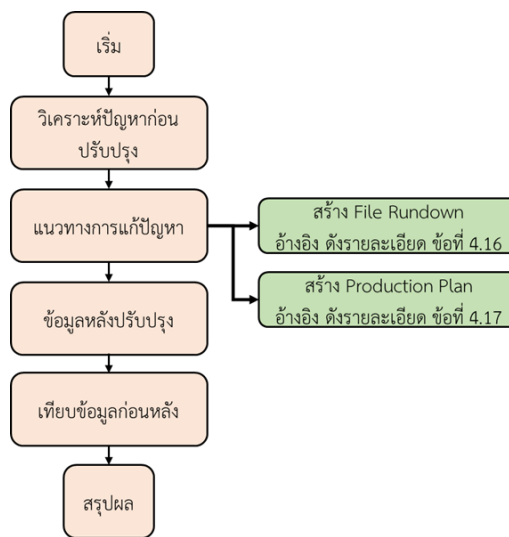 เริ่ม
วิเคราะห์ปัญหาก่อน
ปรับปรุง
แนวทางการแก้ปัญหา
สร้าง File Rundown
อ้างอิง ดังรายละเอียด ข้อที่ 4.16
สร้าง Production Plan
อ้างอิง ดังรายละเอียด ข้อที่ 4.17
ข้อมูลหลังปรับปรุง
เทียบข้อมูลก่อนหลัง
สรุปผล